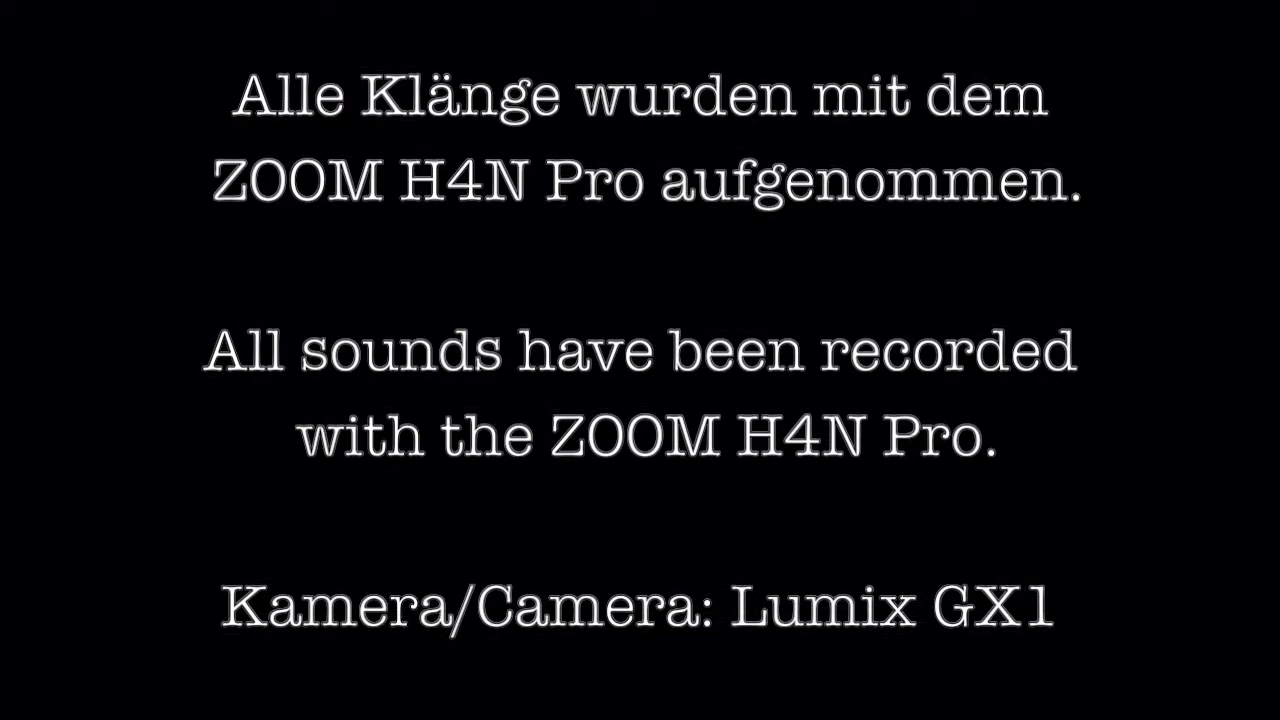 Alle Klänge wurden mit dem
ZOOM H4N Pro aufgenommen.
All sounds have been recorded
with the ZOOM H4N Pro.
Kamera/Camera: Lumix GX1